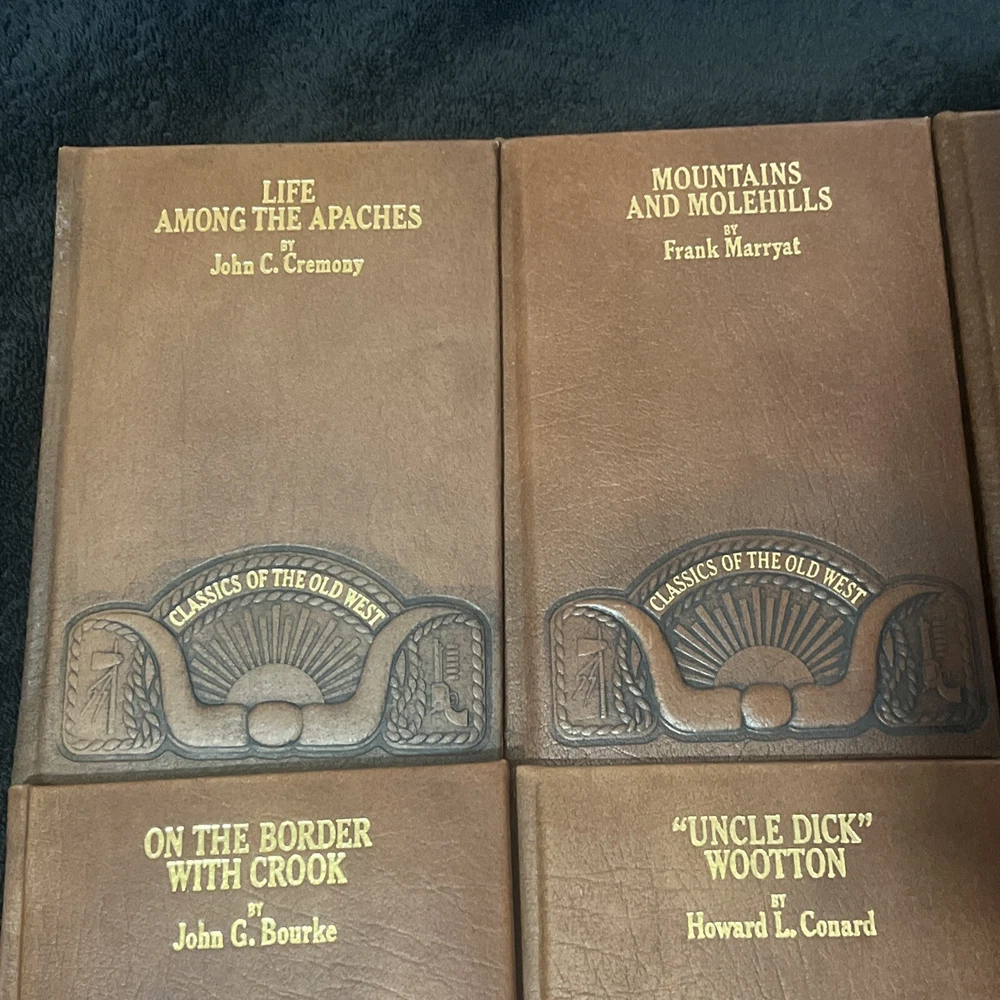 LIFE
AMONG THE APACHES
BY
John C. Cremony
CLASSICS OF THE OLD WEST
MOUNTAINS
AND MOLEHILLS
BY
Frank Marryat
CLASSICS OF THE OLD WEST
ON THE BORDER
WITH CROOK
BY
John G. Bourke
“UNCLE DICK”
WOOTTON
BY
Howard L. Conard